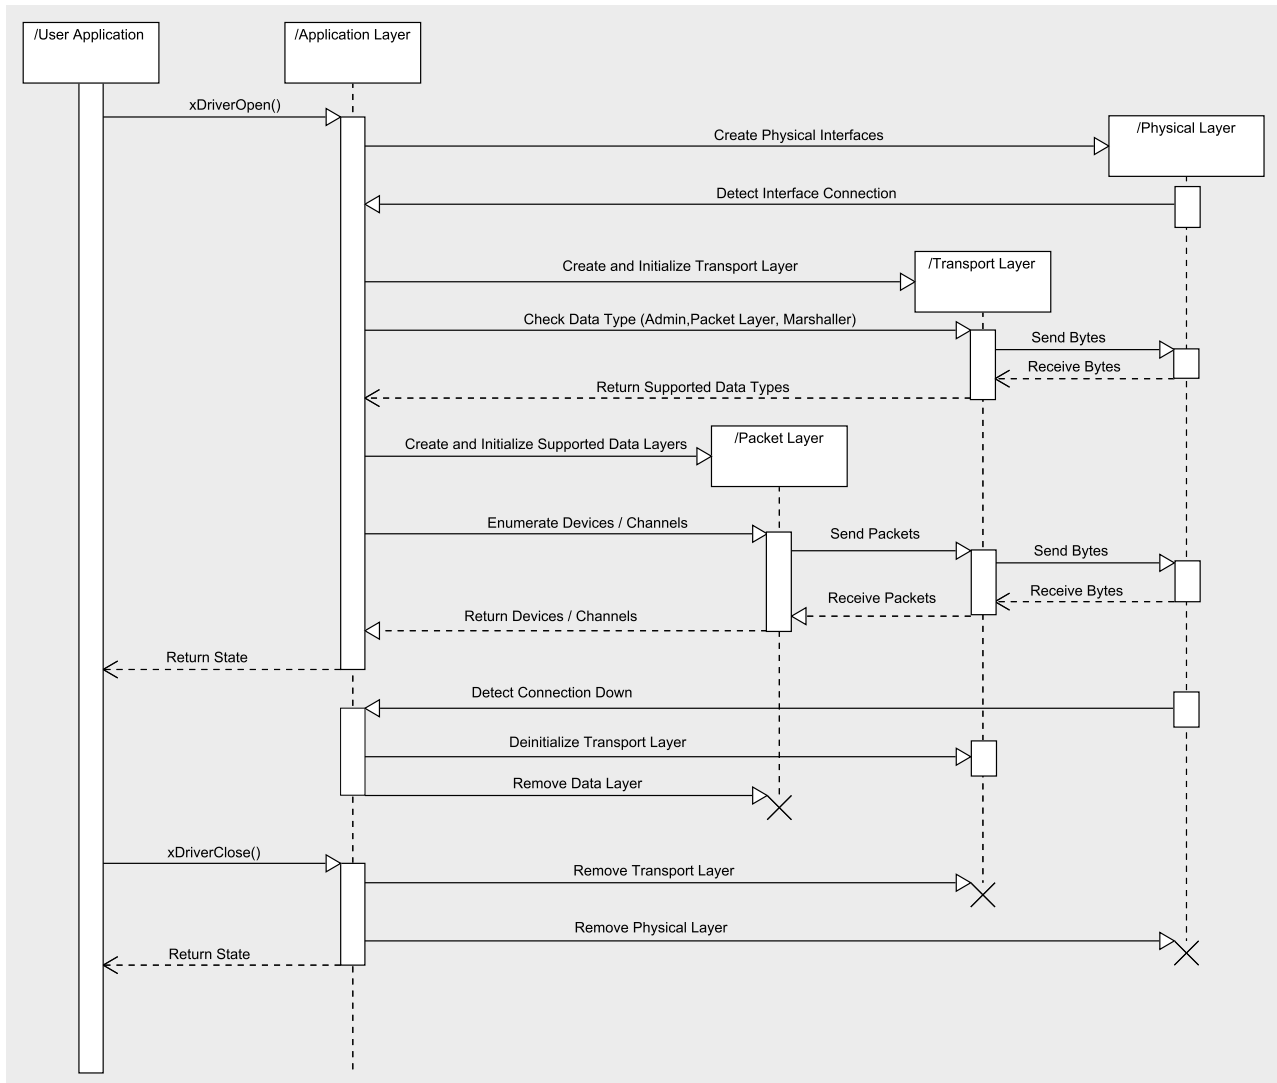 /User Application
/Application Layer
xDriverOpen()
/Physical Layer
Create Physical Interfaces
Detect Interface Connection
/Transport Layer
Create and Initialize Transport Layer
Check Data Type (Admin,Packet Layer, Marshaller)
Send Bytes
Receive Bytes
Return Supported Data Types
/Packet Layer
Create and Initialize Supported Data Layers
Enumerate Devices / Channels
Send Packets
Send Bytes
Receive Bytes
Receive Packets
Return Devices / Channels
Return State
Detect Connection Down
Deinitialize Transport Layer
Remove Data Layer
xDriverClose()
Remove Transport Layer
Remove Physical Layer
Return State